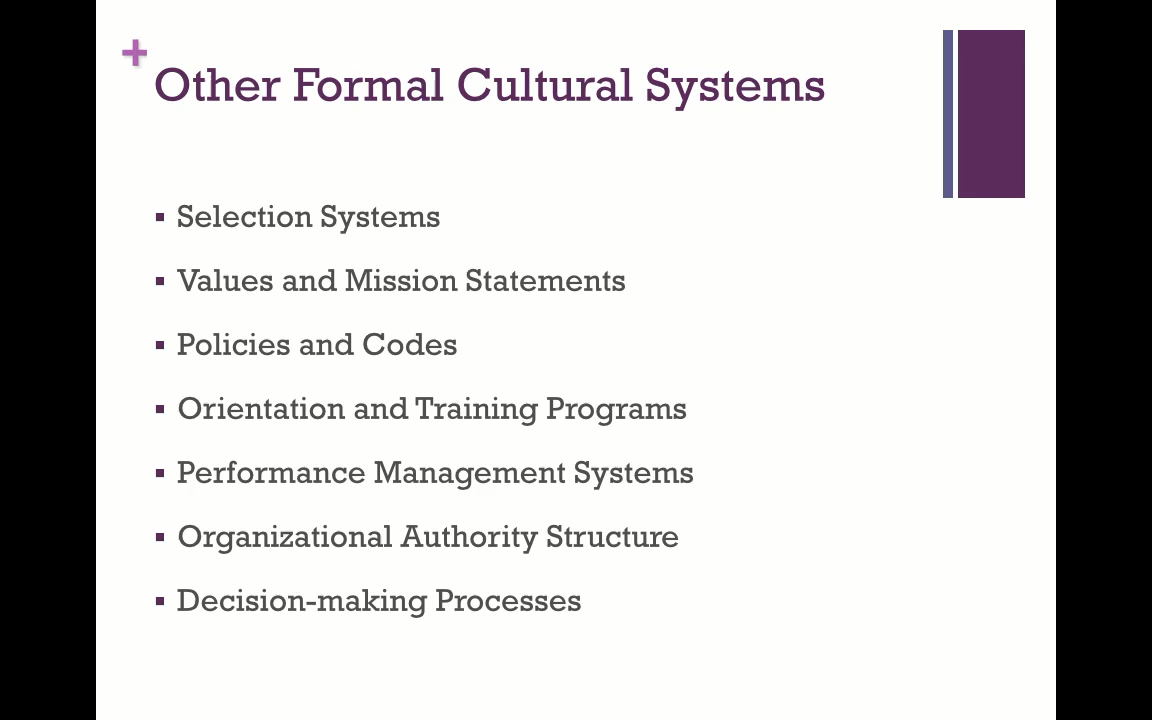 +
Other Formal Cultural Systems
▪ Selection Systems
▪ Values and Mission Statements
▪ Policies and Codes
▪ Orientation and Training Programs
▪ Performance Management Systems
▪ Organizational Authority Structure
▪ Decision-making Processes